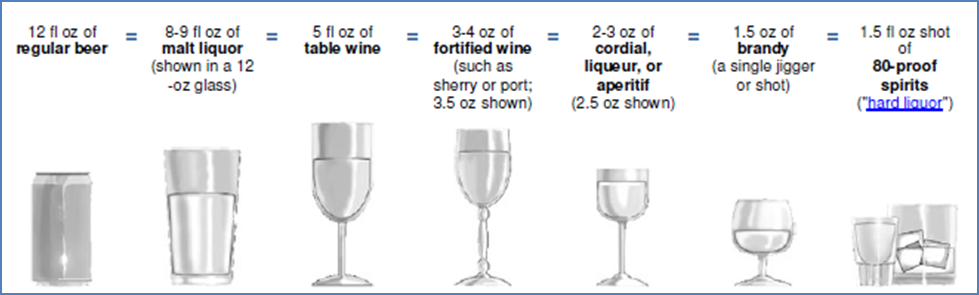 12 fl oz of
regular beer
=
8-9 fl oz of
malt liquor
(shown in a 12
-oz glass)
=
5 fl oz of
table wine
=
3-4 oz of
fortified wine
(such as
sherry or port;
3.5 oz shown)
=
2-3 oz of
cordial,
liqueur, or
aperitif
(2.5 oz shown)
=
1.5 oz of
brandy
(a single jigger
or shot)
=
1.5 fl oz shot
of
80-proof
spirits
("hard liquor")